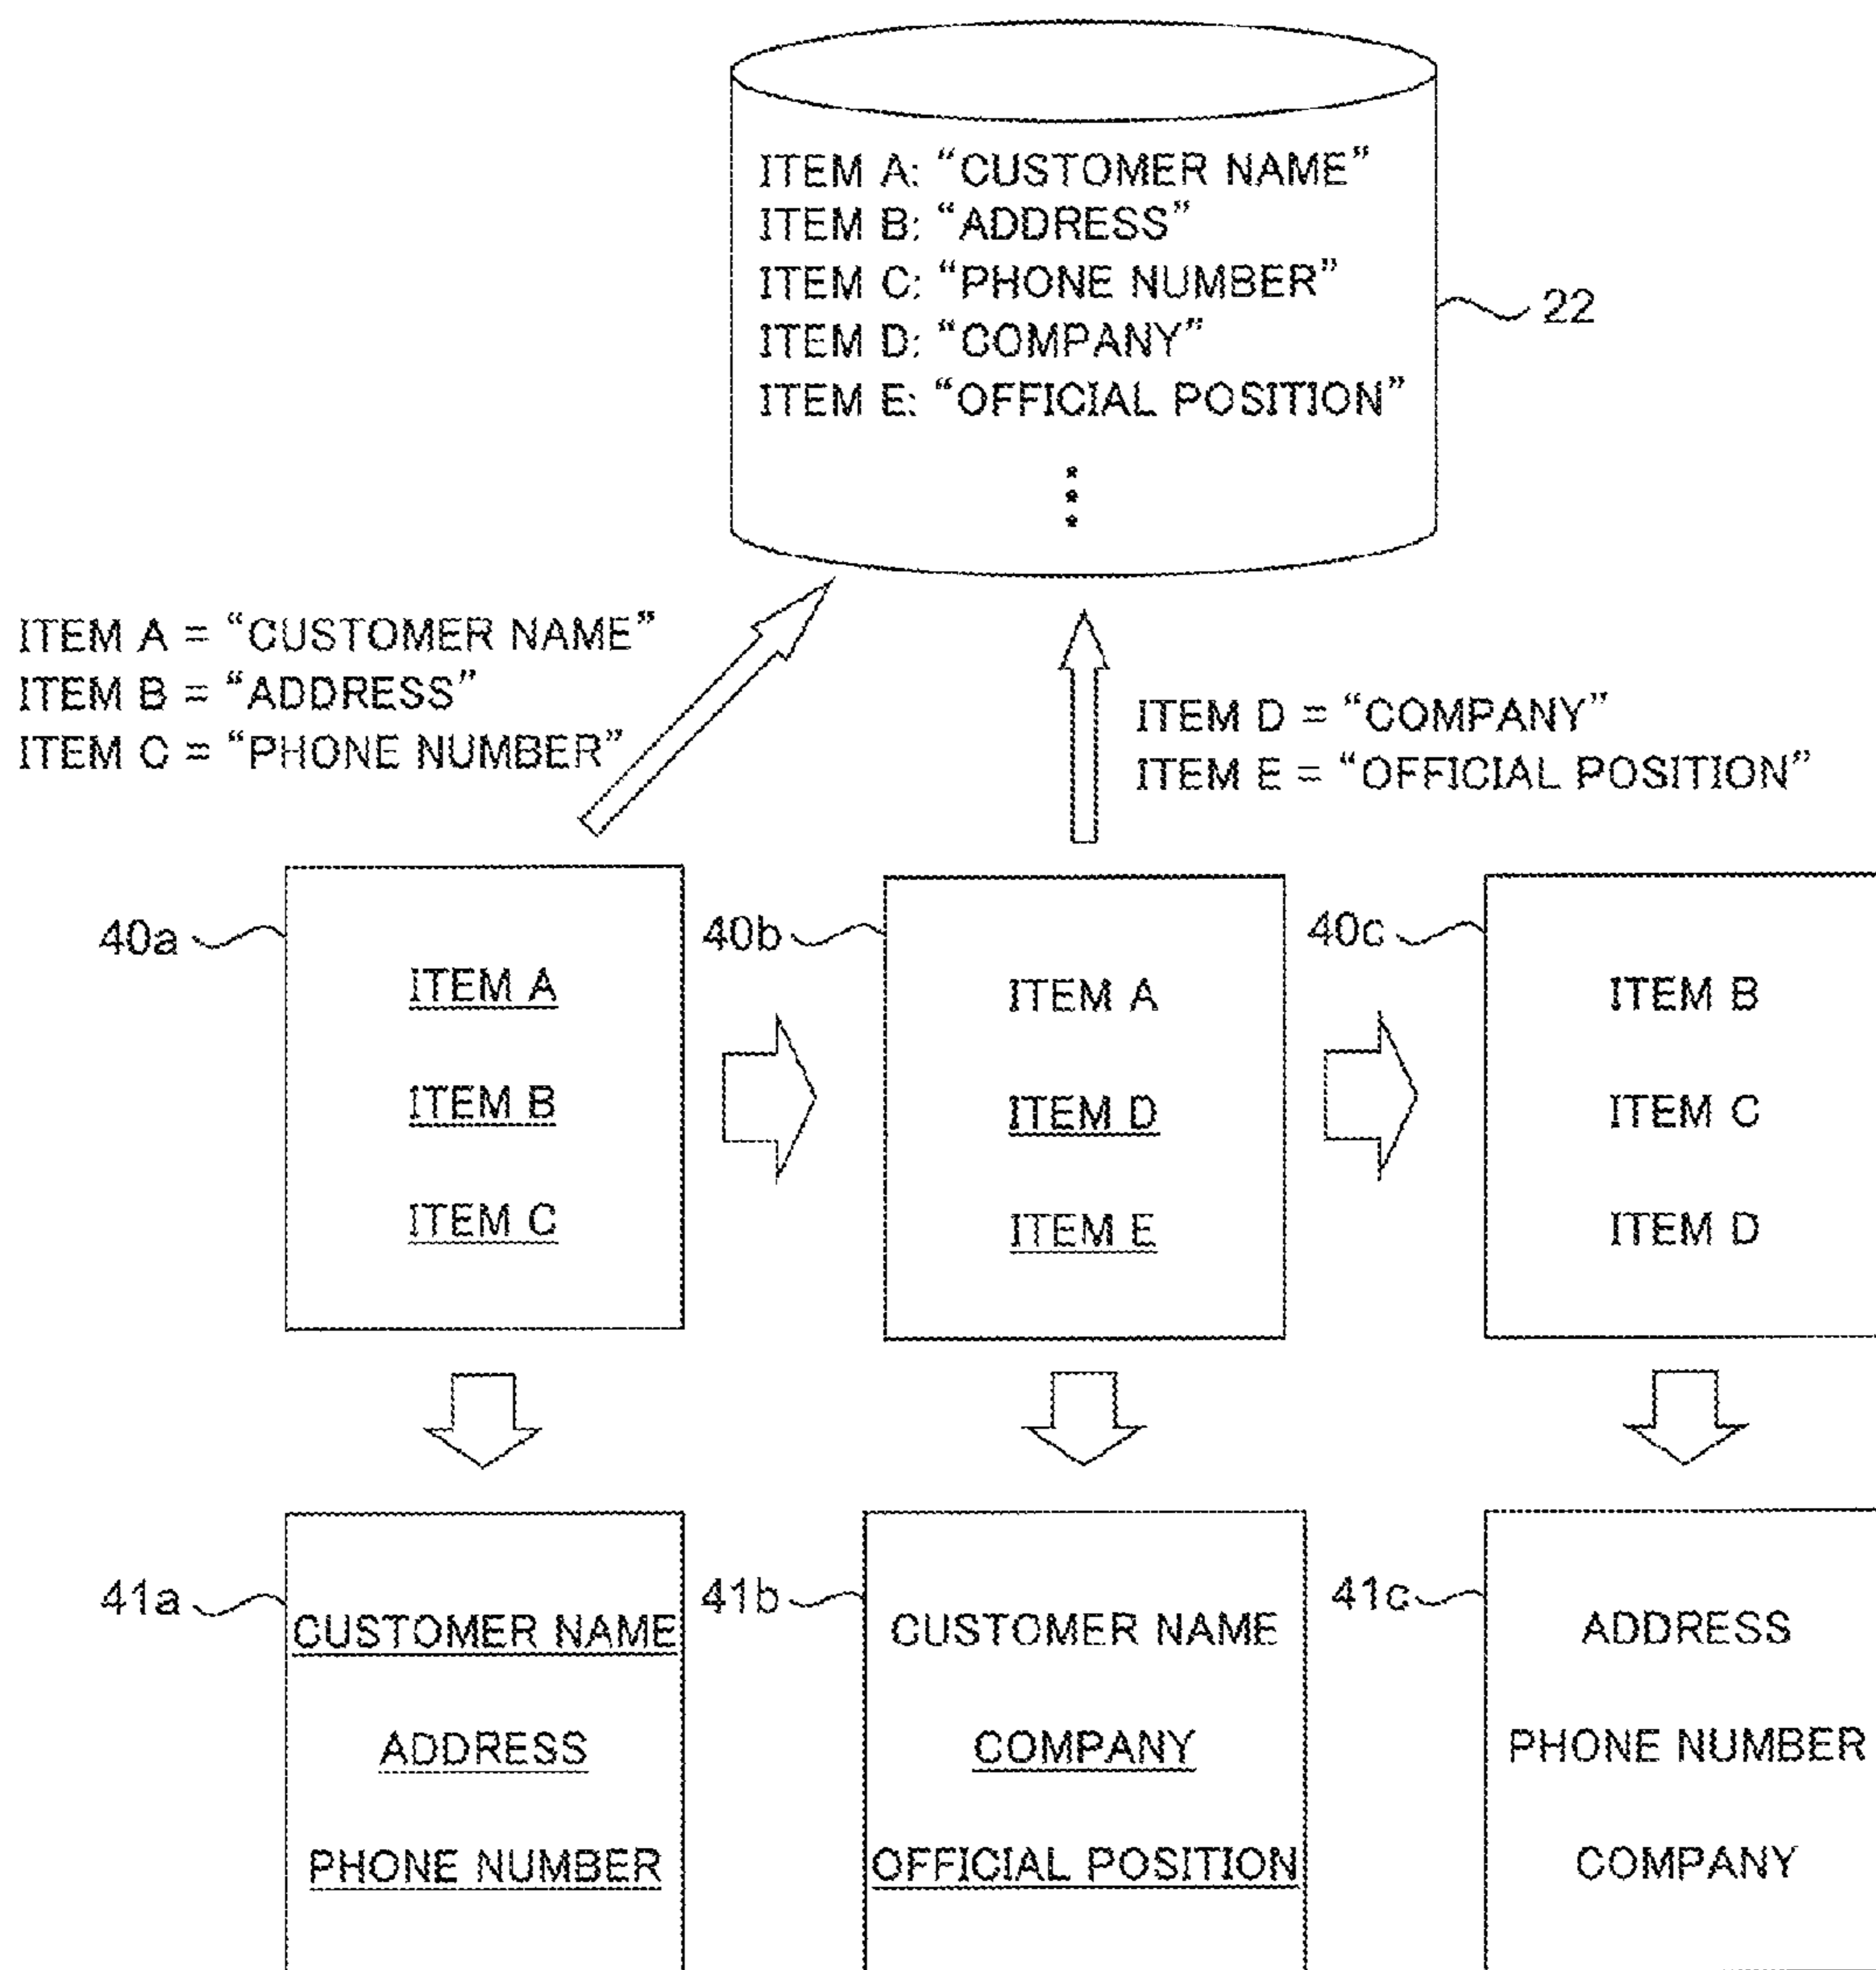 ITEM A: “CUSTOMER NAME”
ITEM B: “ADDRESS”
ITEM C: “PHONE NUMBER”
ITEM D: “COMPANY”
ITEM E: “OFFICIAL POSITION”
22
ITEM A = “CUSTOMER NAME”
ITEM B = “ADDRESS”
ITEM C = “PHONE NUMBER”
ITEM D = “COMPANY”
ITEM E = “OFFICIAL POSITION”
40a
ITEM A
ITEM B
ITEM C
40b
ITEM A
ITEM D
ITEM E
40c
ITEM B
ITEM C
ITEM D
41a
CUSTOMER NAME
ADDRESS
PHONE NUMBER
41b
CUSTOMER NAME
COMPANY
OFFICIAL POSITION
41c
ADDRESS
PHONE NUMBER
COMPANY